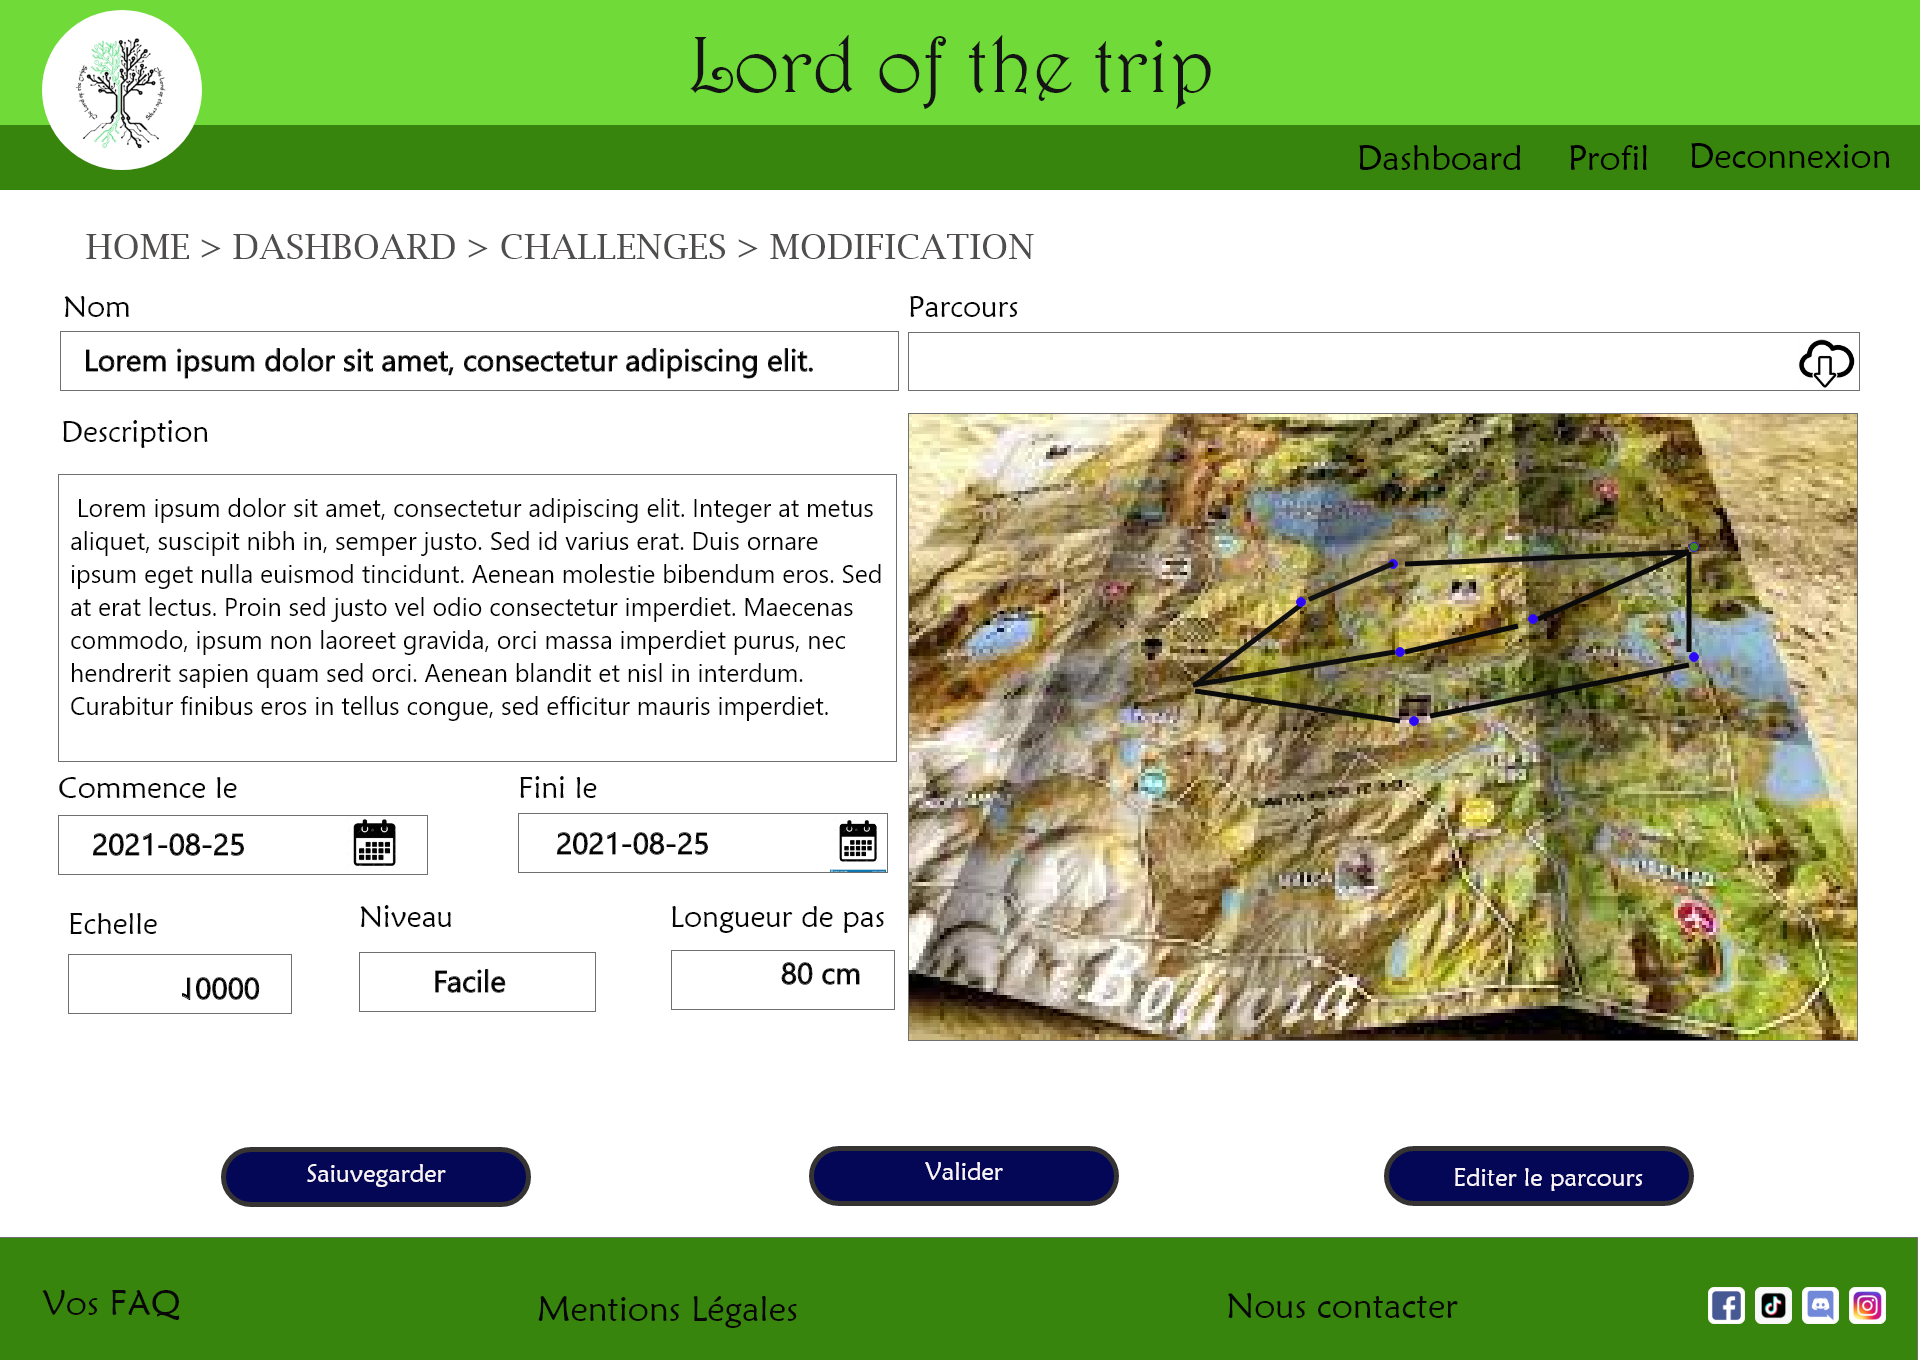 Lord of the trip
Dashboard Profil Deconnexion
HOME > DASHBOARD > CHALLENGES > MODIFICATION
Nom
Lorem ipsum dolor sit amet, consectetur adipiscing elit.
Parcours
Description
Lorem ipsum dolor sit amet, consectetur adipiscing elit. Integer at metus
aliquet, suscipit nibh in, semper justo. Sed id varius erat. Duis ornare
ipsum eget nulla euismod tincidunt. Aenean molestie bibendum eros. Sed
at erat lectus. Proin sed justo vel odio consectetur imperdiet. Maecenas
commodo, ipsum non laoreet gravida, orci massa imperdiet purus, nec
hendrerit sapien quam sed orci. Aenean blandit et nisl in interdum.
Curabitur finibus eros in tellus congue, sed efficitur mauris imperdiet.
Commence le
2021-08-25
Fini le
2021-08-25
Echelle
10000
Niveau
Facile
Longueur de pas
80 cm
Saiuvegarder
Valider
Editer le parcours
Vos FAQ
Mentions Légales
Nous contacter